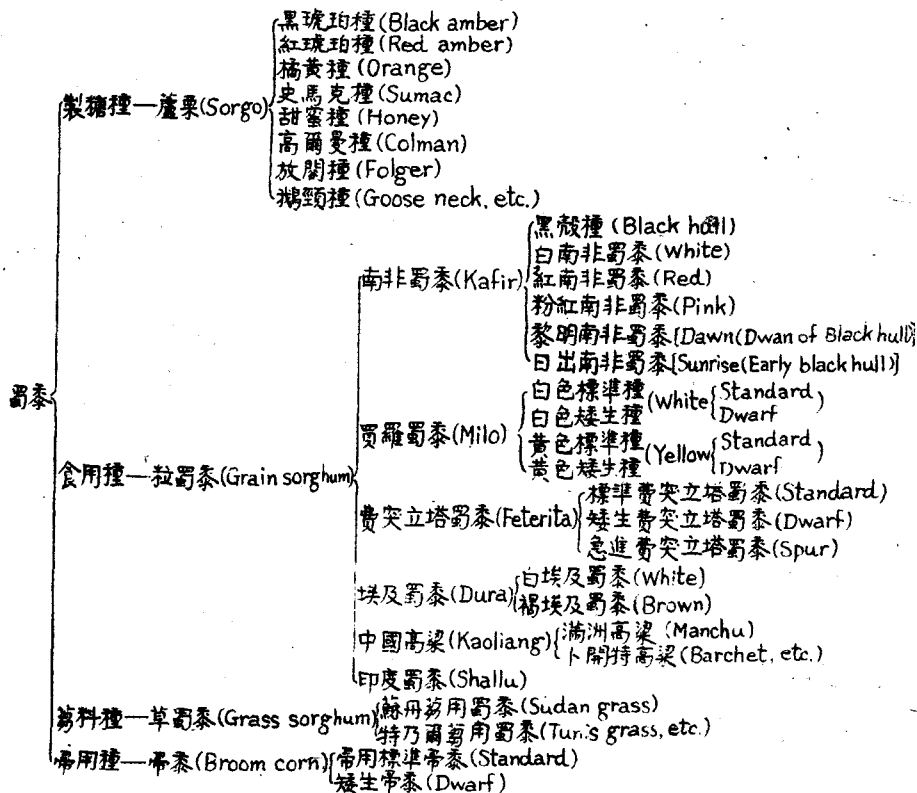 黑琥珀種(Black amber)
紅琥珀種(Red amber)
橘黃種(Orange)
史馬克種(Sumac)
製糖種—蘆粟(Sorgo)
甜蜜種(Honey)
高爾曼種(Colman)
放關種(Folger)
鵝頸種(Goose neck, etc.)
黑殼種(Black hull)
白南非蜀黍(White)
南非蜀黍(Kafir)
紅南非蜀黍(Red)
粉紅南非蜀黍(Pink)
黎明南非蜀黍[Dawn(Dwan of Black hull)]
日出南非蜀黍[Sunrise(Early black hull)]
蜀黍
白色標準種
白色矮生種
(White Standard Dwarf)
賈羅蜀黍(Milo)
黃色標準種
黃色矮生種
(Yellow Standard Dwarf)
食用種—粒蜀黍(Grain sorghum)
標準費突立塔蜀黍(Standard)
費突立塔蜀黍(Feterita)
矮生費突立塔蜀黍(Dwarf)
急進費突立塔蜀黍(Spur)
白埃及蜀黍(White)
埃及蜀黍(Dura)
褐埃及蜀黍(Brown)
滿洲高粱(Manchu)
中國高粱(Kaoliang)
卜開特高粱(Barchet, etc.)
印度蜀黍(Shallu)
蘇丹芻用蜀黍(Sudan grass)
芻料種—草蜀黍(Grass sorghum)
特乃爾芻用蜀黍(Tunis grass, etc.)
帚用種—帚黍(Broom corn)
帚用標準帚黍(Standard)
矮生帚黍(Dwarf)